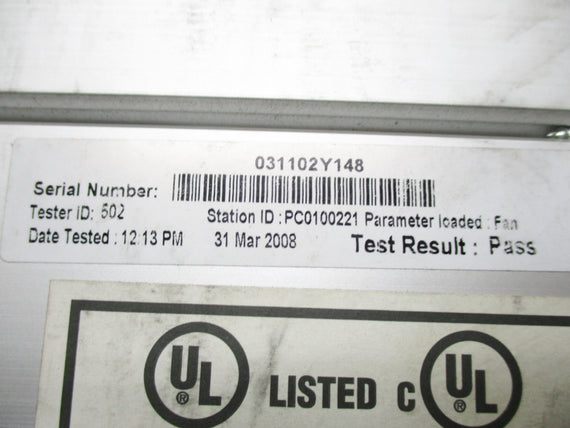 031102Y148
Serial Number:
Tester ID: 502 Station ID :PC0100221 Parameter loaded : Fan
Date Tested : 12:13 PM 31 Mar 2008 Test Result : Pass
UL ® LISTED C UL ®